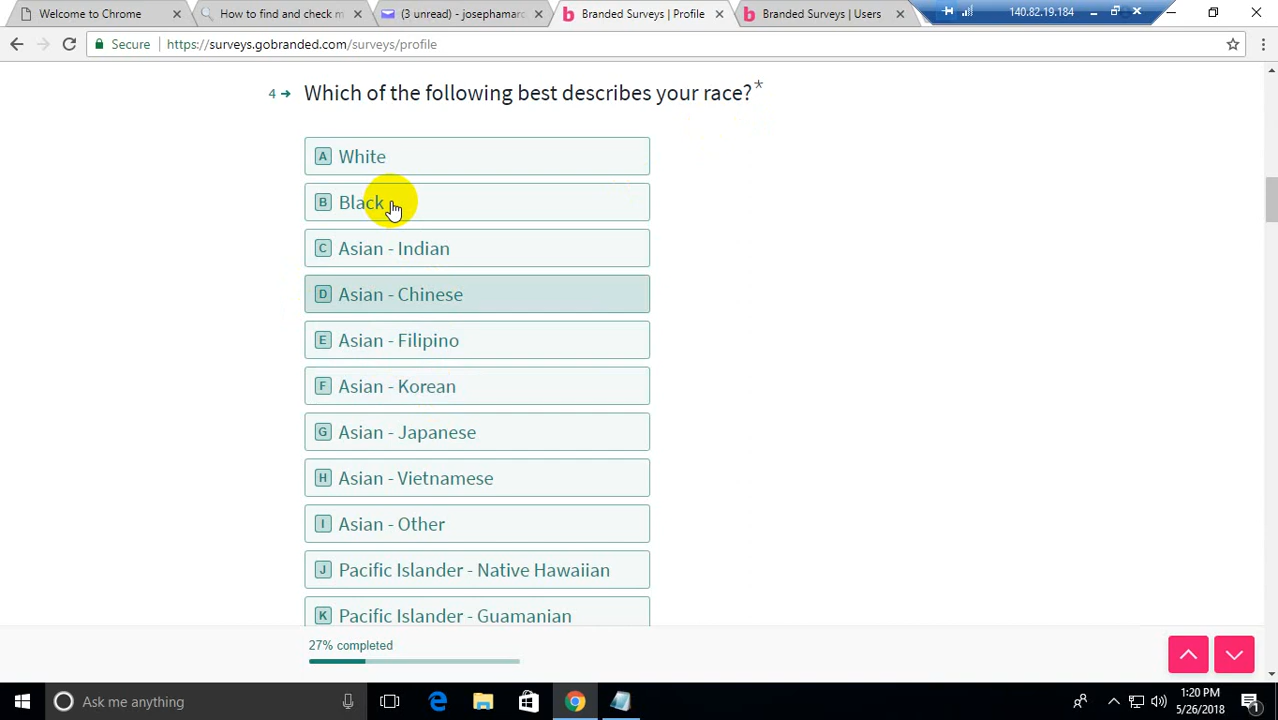 Welcome to Chrome
How to find and check m
(3 unread) - josephamarc
b Branded Surveys | Profile
b Branded Surveys | Users
140.82.19.184
Secure
https://surveys.gobranded.com/surveys/profile
4 Which of the following best describes your race?*
A White
B Black
C Asian - Indian
D Asian - Chinese
E Asian - Filipino
F Asian - Korean
G Asian - Japanese
H Asian - Vietnamese
I Asian - Other
J Pacific Islander - Native Hawaiian
K Pacific Islander - Guamanian
27% completed
Ask me anything
1:20 PM
5/26/2018
1